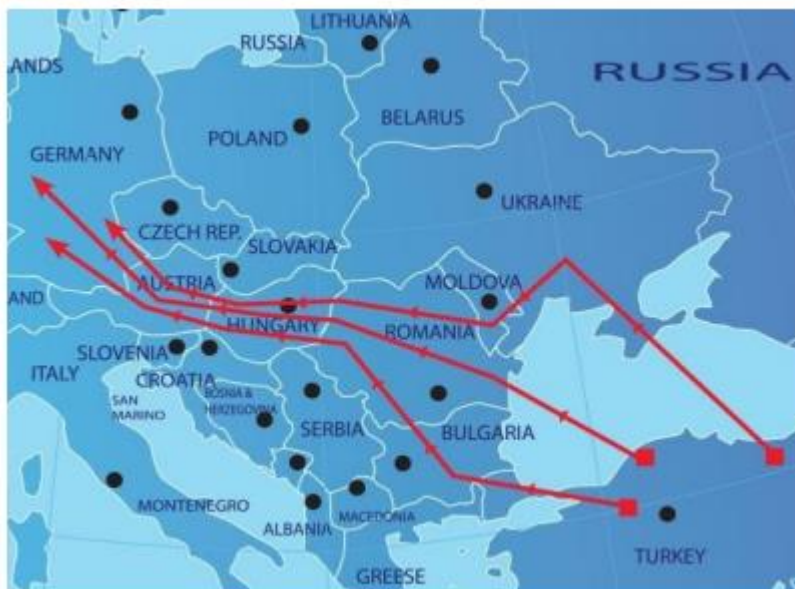 LITHUANIA
RUSSIA
LANDS
RUSSIA
BELARUS
POLAND
GERMANY
UKRAINE
CZECH REP.
SLOVAKIA
MOLDOVA
AUSTRIA
AND
HUNGARY
ROMANIA
SLOVENIA
ITALY
CROATIA
BOSNIA &
HERZEGOVINA
SAN
MARINO
SERBIA
BULGARIA
MONTENEGRO
MACEDONIA
ALBANIA
TURKEY
GREESE